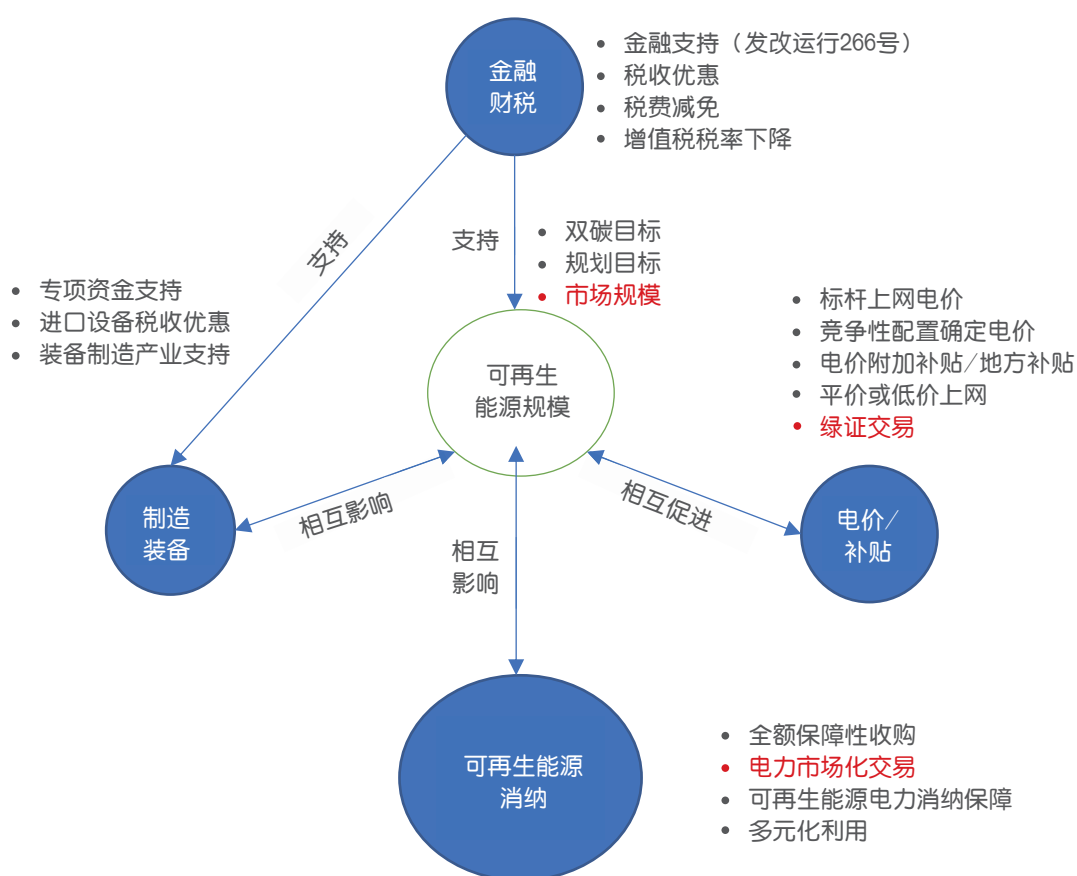 金融
财税
• 金融支持（发改运行266号）
• 税收优惠
• 税费减免
• 增值税税率下降
支持
支持
• 双碳目标
• 规划目标
• 市场规模
• 专项资金支持
• 进口设备税收优惠
• 装备制造产业支持
• 标杆上网电价
• 竞争性配置确定电价
• 电价附加补贴/地方补贴
• 平价或低价上网
• 绿证交易
可再生
能源规模
制造
装备
相互影响
相互
影响
相互促进
电价/
补贴
可再生能源
消纳
• 全额保障性收购
• 电力市场化交易
• 可再生能源电力消纳保障
• 多元化利用